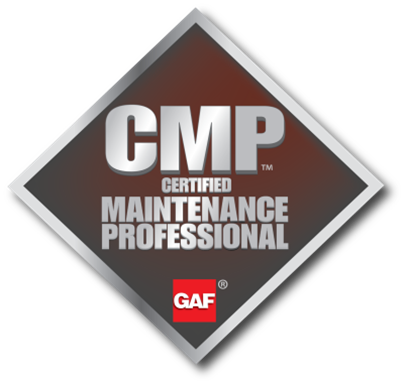 CMP™
CERTIFIED
MAINTENANCE
PROFESSIONAL
GAF®